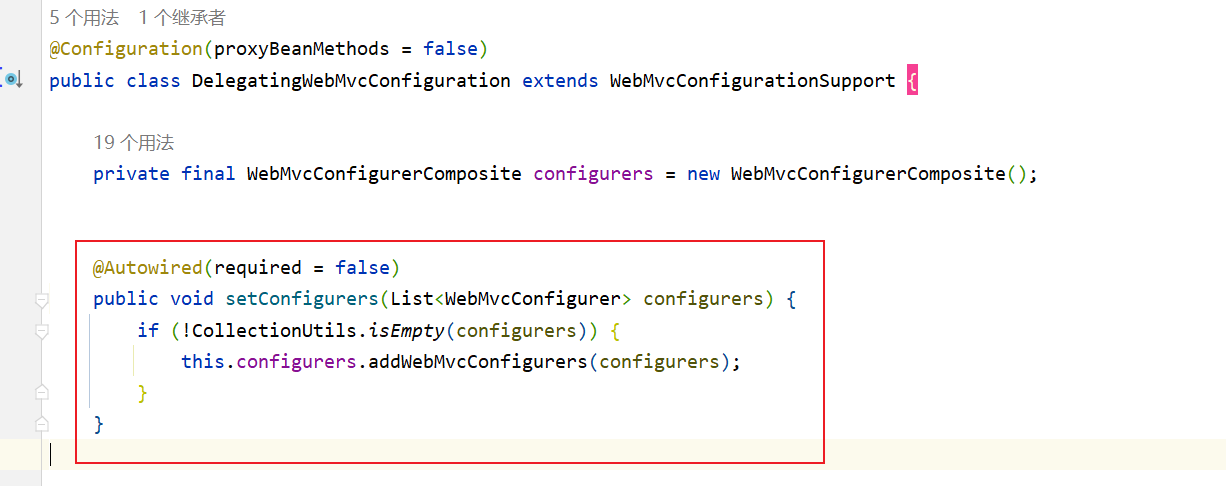 5 个用法 1 个继承者
@Configuration(proxyBeanMethods = false)
public class DelegatingWebMvcConfiguration extends WebMvcConfigurationSupport {
19 个用法
private final WebMvcConfigurerComposite configurers = new WebMvcConfigurerComposite();
@Autowired(required = false)
public void setConfigurers(List<WebMvcConfigurer> configurers) {
if (!CollectionUtils.isEmpty(configurers)) {
this.configurers.addWebMvcConfigurers(configurers);
}
}